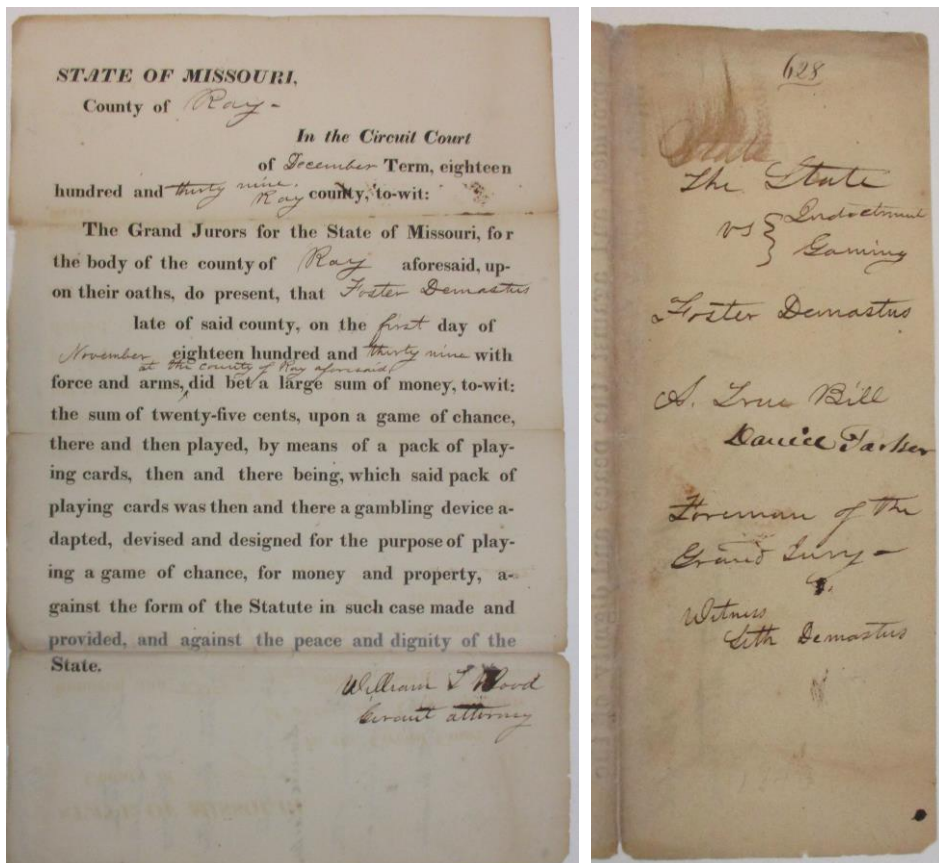 STATE OF MISSOURI,
County of Ray -
In the Circuit Court
of December Term, eighteen
hundred and thirty nine.
Ray county, to-wit:
The Grand Jurors for the State of Missouri, for
the body of the county of Ray aforesaid, up-
on their oaths, do present, that Foster Demastus
late of said county, on the first day of
November eighteen hundred and thirty nine with
at the county of Ray aforesaid
force and arms, did bet a large sum of money, to-wit:
the sum of twenty-five cents, upon a game of chance,
there and then played, by means of a pack of play-
ing cards, then and there being, which said pack of
playing cards was then and there a gambling device a-
dapted, devised and designed for the purpose of play-
ing a game of chance, for money and property, a-
gainst the form of the Statute in such case made and
provided, and against the peace and dignity of the
State.
William T Wood
Circuit attorney
628
State
The State
vs } Indictment
Gaming
Foster Demastus
A. True Bill
Daniel
Foreman of the
Grand Jury -
Witness
Seth Demastus